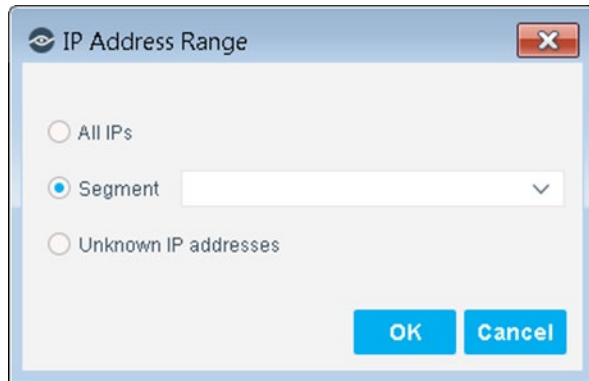 IP Address Range
All IPs
Segment
Unknown IP addresses
OK Cancel